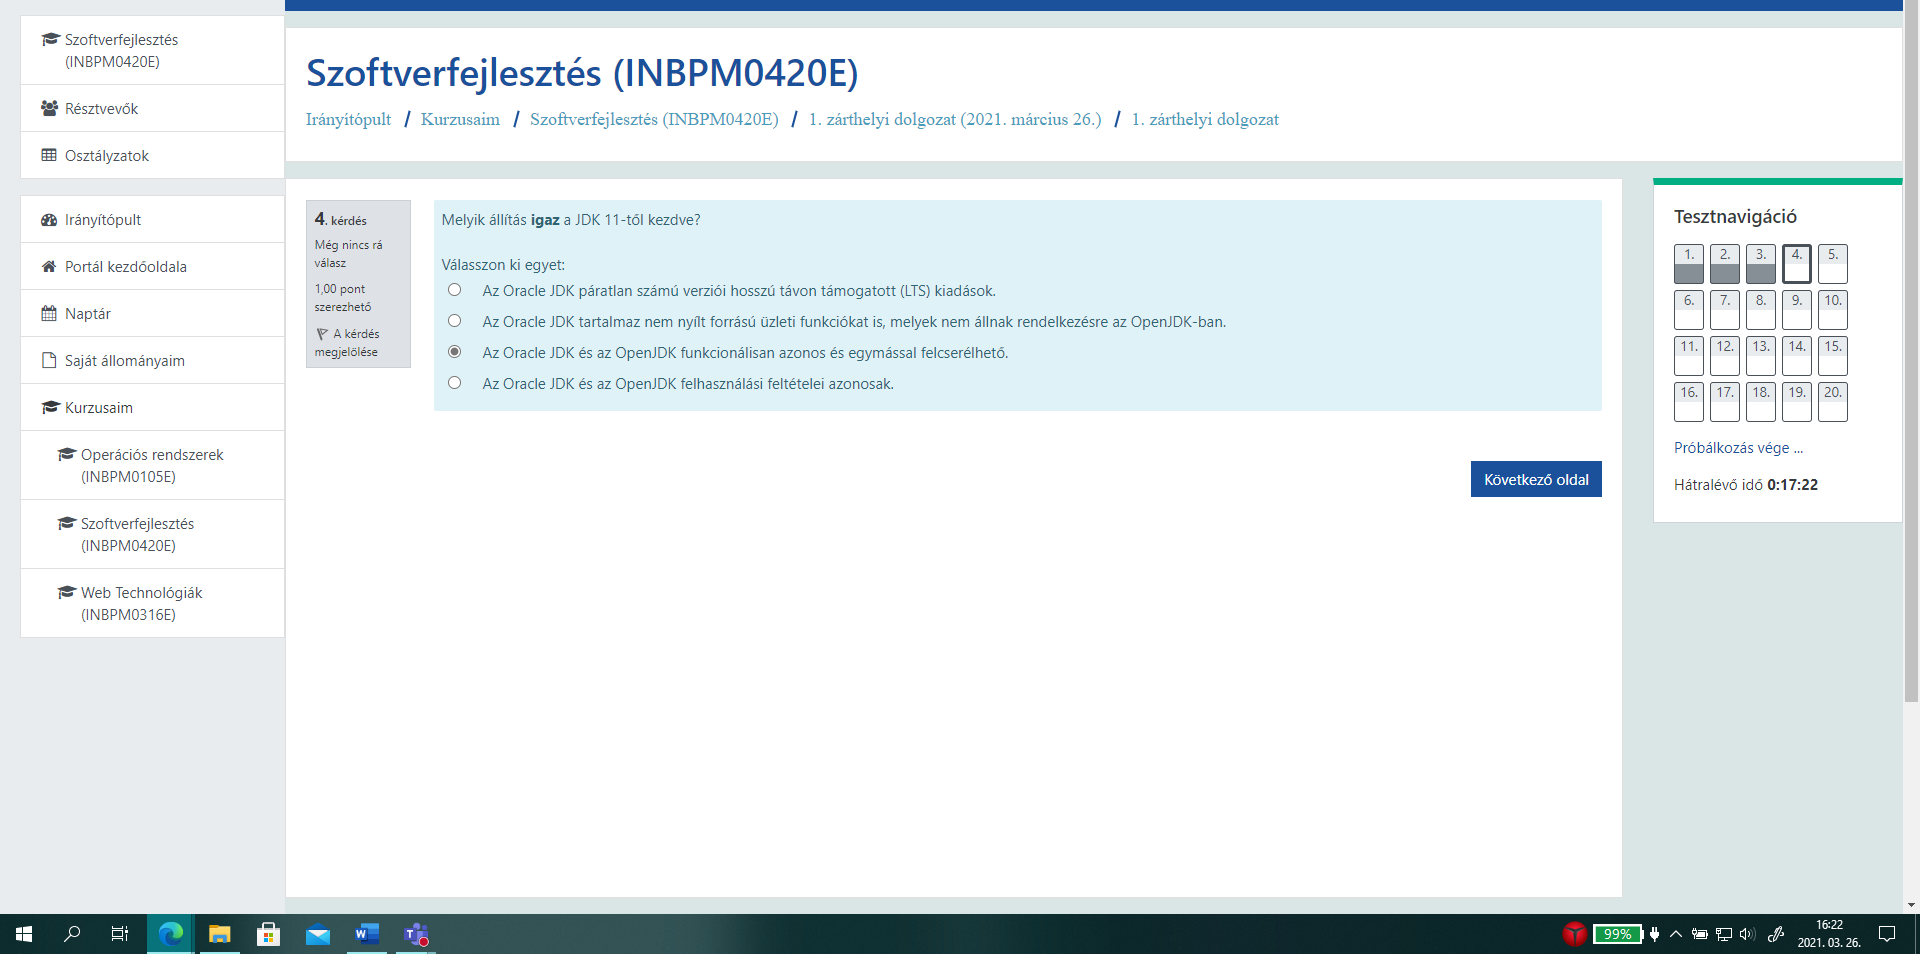 Szoftverfejlesztés
(INBPM0420E)
Résztvevők
Osztályzatok
Irányítópult
Portál kezdőoldala
Naptár
Saját állományaim
Kurzusaim
Operációs rendszerek
(INBPM0105E)
Szoftverfejlesztés
(INBPM0420E)
Web Technológiák
(INBPM0316E)
Szoftverfejlesztés (INBPM0420E)
Irányítópult / Kurzusaim / Szoftverfejlesztés (INBPM0420E) / 1. zárthelyi dolgozat (2021. március 26.) / 1. zárthelyi dolgozat
4. kérdés
Még nincs rá
válasz
1,00 pont
szerezhető
A kérdés
megjelölése
Melyik állítás igaz a JDK 11-től kezdve?
Válasszon ki egyet:
Az Oracle JDK páratlan számú verziói hosszú távon támogatott (LTS) kiadások.
Az Oracle JDK tartalmaz nem nyílt forrású üzleti funkciókat is, melyek nem állnak rendelkezésre az OpenJDK-ban.
Az Oracle JDK és az OpenJDK funkcionálisan azonos és egymással felcserélhető.
Az Oracle JDK és az OpenJDK felhasználási feltételei azonosak.
Következő oldal
Tesztnavigáció
1. 2. 3. 4. 5.
6. 7. 8. 9. 10.
11. 12. 13. 14. 15.
16. 17. 18. 19. 20.
Próbálkozás vége ...
Hátralévő idő 0:17:22
99%
16:22
2021. 03. 26.